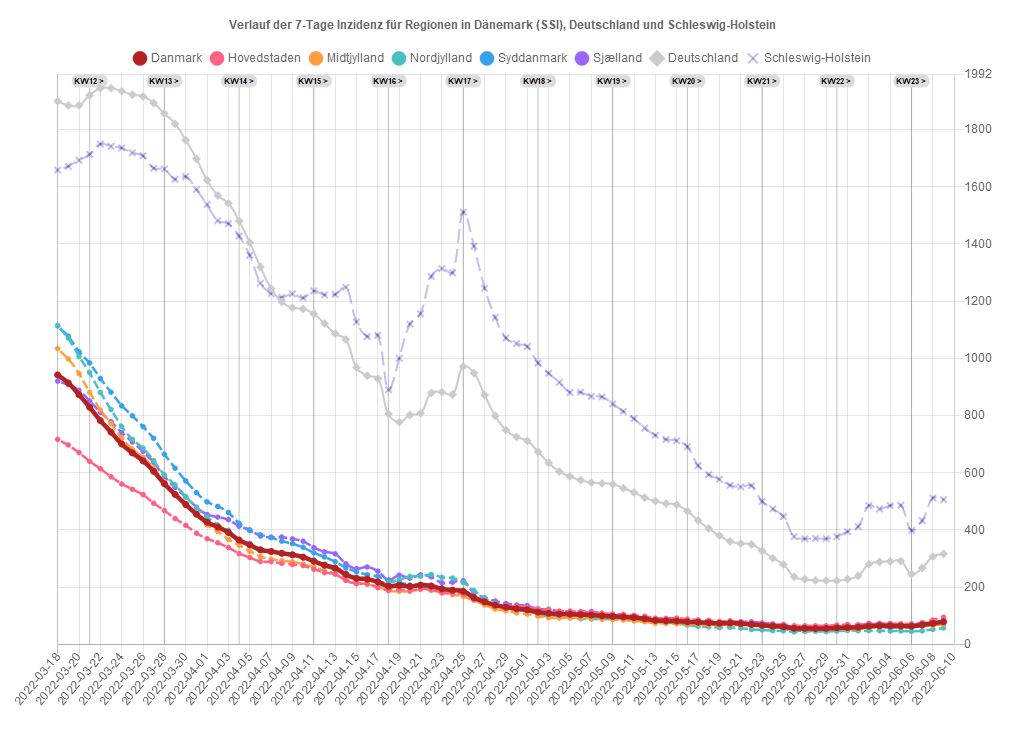 Verlauf der 7-Tage Inzidenz für Regionen in Dänemark (SSI), Deutschland und Schleswig-Holstein
Danmark Hovedstaden Midtjylland Nordjylland Syddanmark Sjælland Deutschland Schleswig-Holstein
KW12 > KW13 > KW14 > KW15 > KW16 > KW17 > KW18 > KW19 > KW20 > KW21 > KW22 > KW23 >
1992
1800
1600
1400
1200
1000
800
600
400
200
0
2022-03-18 2022-03-20 2022-03-22 2022-03-24 2022-03-26 2022-03-28 2022-03-30 2022-04-01 2022-04-03 2022-04-05 2022-04-07 2022-04-09 2022-04-11 2022-04-13 2022-04-15 2022-04-17 2022-04-19 2022-04-21 2022-04-23 2022-04-25 2022-04-27 2022-04-29 2022-05-01 2022-05-03 2022-05-05 2022-05-07 2022-05-09 2022-05-11 2022-05-13 2022-05-15 2022-05-17 2022-05-19 2022-05-21 2022-05-23 2022-05-25 2022-05-27 2022-05-29 2022-05-31 2022-06-02 2022-06-04 2022-06-06 2022-06-08 2022-06-10